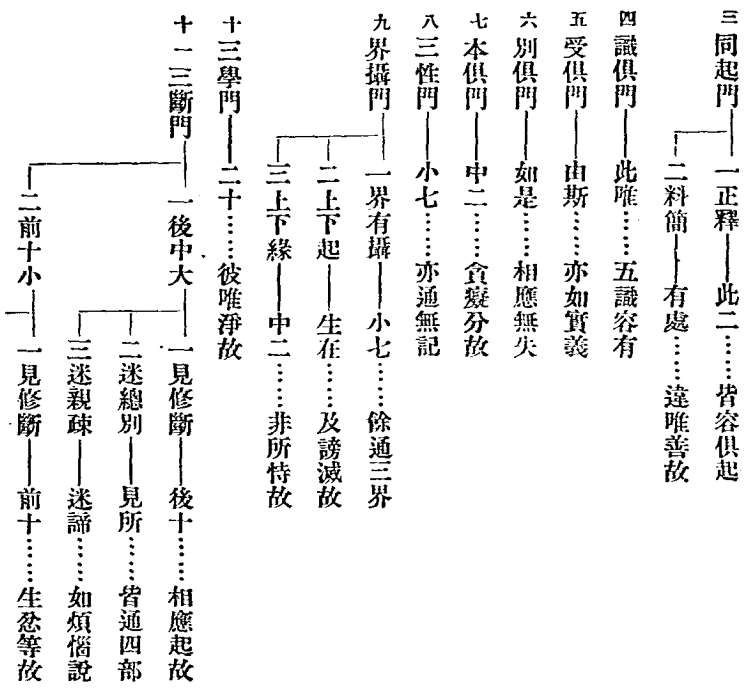 三同起門 一正釋 此二……皆容俱起
二料簡 有處……違唯善故
四識俱門 此唯……五識容有
五受俱門 由斯……亦如實義
六別俱門 如是……相應無失
七本俱門 中二……貪癡分故
八三性門 小七……亦通無記
九界攝門 一界有攝 小七……餘通三界
二上下起 生在……及謗滅故
三上下緣 中二……非所恃故
十三學門 二十……彼唯淨故
十一三斷門 一後中大 一見修斷 後十……相應起故
二迷總別 見所……皆通四部
三迷親疎 迷諦……如煩惱說
二前十小 一見修斷 前十……生忿等故